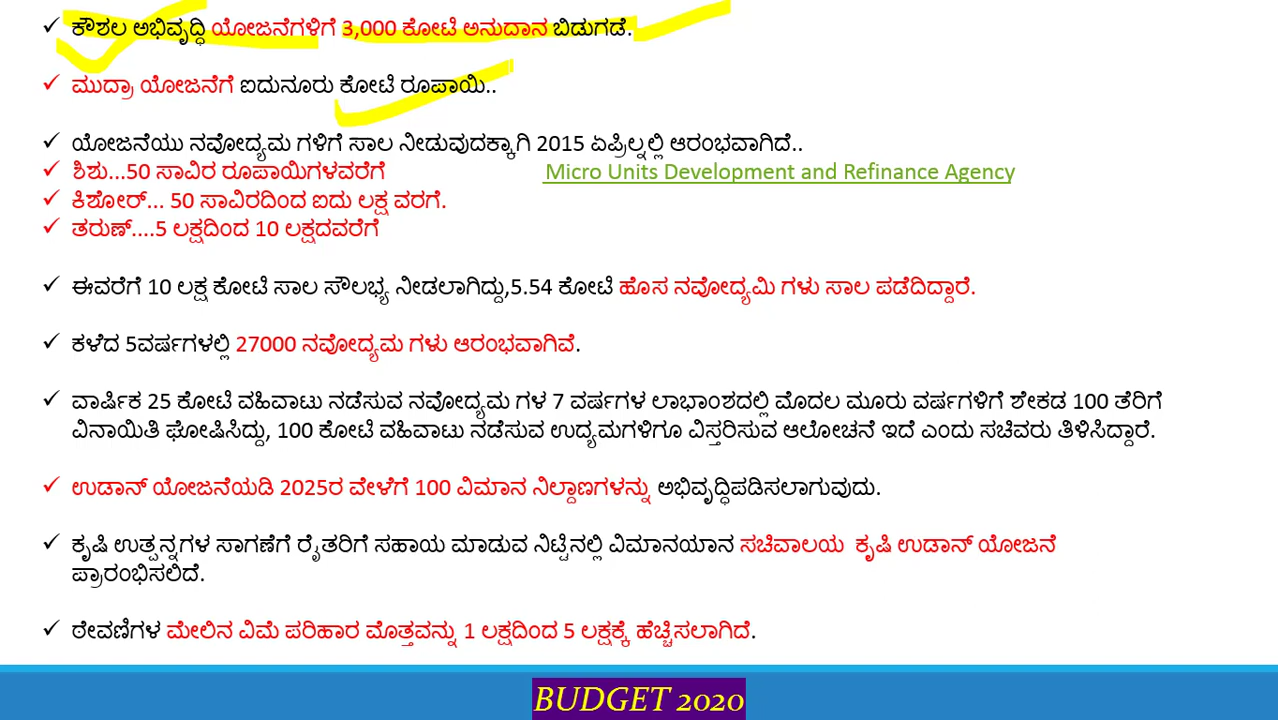 ಕೌಶಲ ಅಭಿವೃದ್ಧಿ ಯೋಜನೆಗಳಿಗೆ 3,000 ಕೋಟಿ ಅನುದಾನ ಬಿಡುಗಡೆ.
ಮುದ್ರಾ ಯೋಜನೆಗೆ ಐದುನೂರು ಕೋಟಿ ರೂಪಾಯಿ..
ಯೋಜನೆಯು ನವೋದ್ಯಮ ಗಳಿಗೆ ಸಾಲ ನೀಡುವುದಕ್ಕಾಗಿ 2015 ಏಪ್ರಿಲ್ನಲ್ಲಿ ಆರಂಭವಾಗಿದೆ..
ಶಿಶು...50 ಸಾವಿರ ರೂಪಾಯಿಗಳವರೆಗೆ Micro Units Development and Refinance Agency
ಕಿಶೋರ್... 50 ಸಾವಿರದಿಂದ ಐದು ಲಕ್ಷ ವರಗೆ.
ತರುಣ್....5 ಲಕ್ಷದಿಂದ 10 ಲಕ್ಷದವರೆಗೆ
ಈವರೆಗೆ 10 ಲಕ್ಷ ಕೋಟಿ ಸಾಲ ಸೌಲಭ್ಯ ನೀಡಲಾಗಿದ್ದು,5.54 ಕೋಟಿ ಹೊಸ ನವೋದ್ಯಮಿ ಗಳು ಸಾಲ ಪಡೆದಿದ್ದಾರೆ.
ಕಳೆದ 5ವರ್ಷಗಳಲ್ಲಿ 27000 ನವೋದ್ಯಮ ಗಳು ಆರಂಭವಾಗಿವೆ.
ವಾರ್ಷಿಕ 25 ಕೋಟಿ ವಹಿವಾಟು ನಡೆಸುವ ನವೋದ್ಯಮ ಗಳ 7 ವರ್ಷಗಳ ಲಾಭಾಂಶದಲ್ಲಿ ಮೊದಲ ಮೂರು ವರ್ಷಗಳಿಗೆ ಶೇಕಡ 100 ತೆರಿಗೆ
ವಿನಾಯಿತಿ ಘೋಷಿಸಿದ್ದು, 100 ಕೋಟಿ ವಹಿವಾಟು ನಡೆಸುವ ಉದ್ಯಮಗಳಿಗೂ ವಿಸ್ತರಿಸುವ ಆಲೋಚನೆ ಇದೆ ಎಂದು ಸಚಿವರು ತಿಳಿಸಿದ್ದಾರೆ.
ಉಡಾನ್ ಯೋಜನೆಯಡಿ 2025ರ ವೇಳೆಗೆ 100 ವಿಮಾನ ನಿಲ್ದಾಣಗಳನ್ನು ಅಭಿವೃದ್ಧಿಪಡಿಸಲಾಗುವುದು.
ಕೃಷಿ ಉತ್ಪನ್ನಗಳ ಸಾಗಣೆಗೆ ರೈತರಿಗೆ ಸಹಾಯ ಮಾಡುವ ನಿಟ್ಟಿನಲ್ಲಿ ವಿಮಾನಯಾನ ಸಚಿವಾಲಯ ಕೃಷಿ ಉಡಾನ್ ಯೋಜನೆ
ಪ್ರಾರಂಭಿಸಲಿದೆ.
ಠೇವಣಿಗಳ ಮೇಲಿನ ವಿಮೆ ಪರಿಹಾರ ಮೊತ್ತವನ್ನು 1 ಲಕ್ಷದಿಂದ 5 ಲಕ್ಷಕ್ಕೆ ಹೆಚ್ಚಿಸಲಾಗಿದೆ.
BUDGET 2020